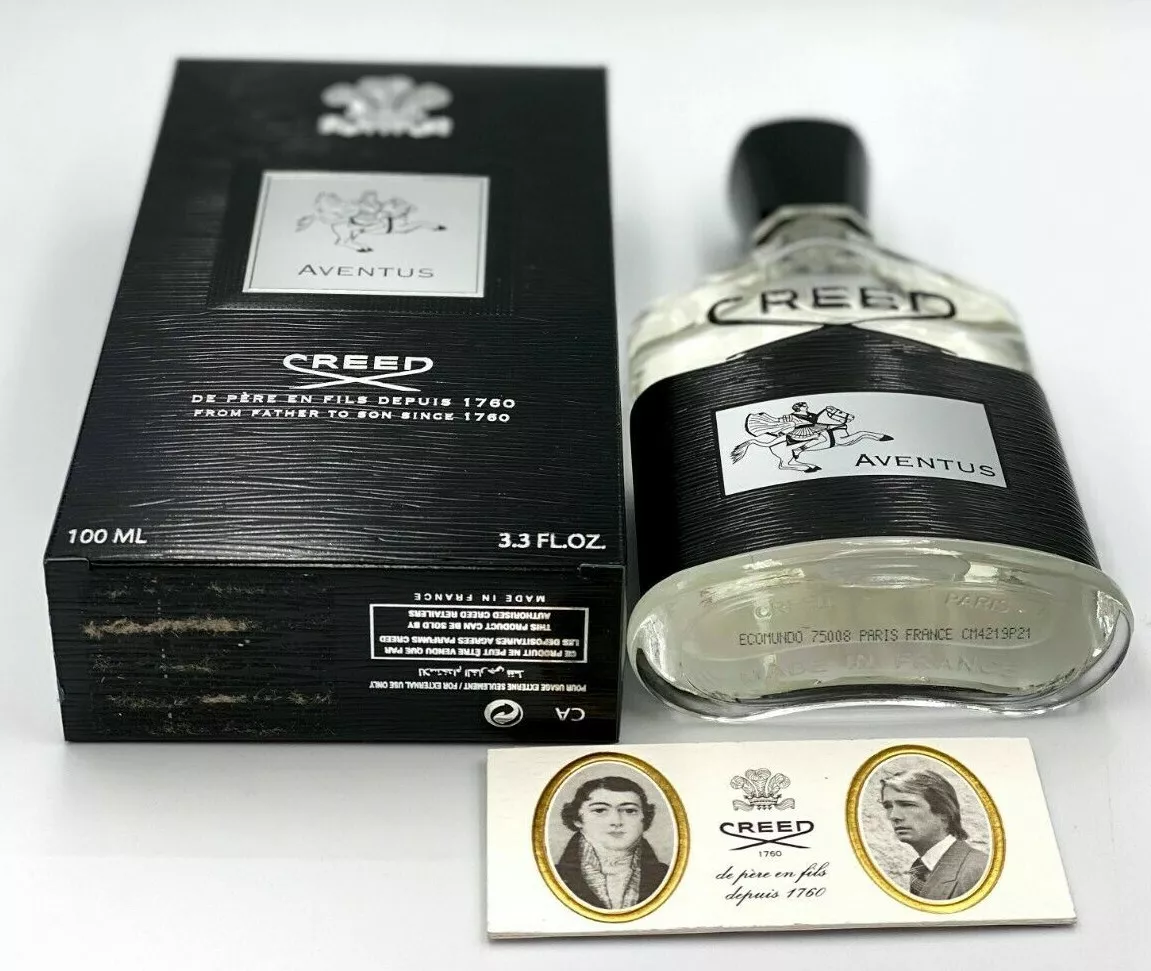 AVENTUS
CREED
DE PÈRE EN FILS DEPUIS 1760
FROM FATHER TO SON SINCE 1760
100 ML
3.3 FL.OZ.
MADE IN FRANCE
CE PRODUIT NE PEUT ÊTRE VENDU QUE PAR
LES DEPOSITAIRES AGREES PARFUMS CREED
THIS PRODUCT CAN BE SOLD BY
AUTHORISED CREED RETAILERS
POUR USAGE EXTERNE SEULEMENT / FOR EXTERNAL USE ONLY
CA
CREED
AVENTUS
CREED PARIS
ECOMUNDO 75008 PARIS FRANCE CM4219P21
MADE IN FRANCE
CREED
1760
de père en fils
depuis 1760